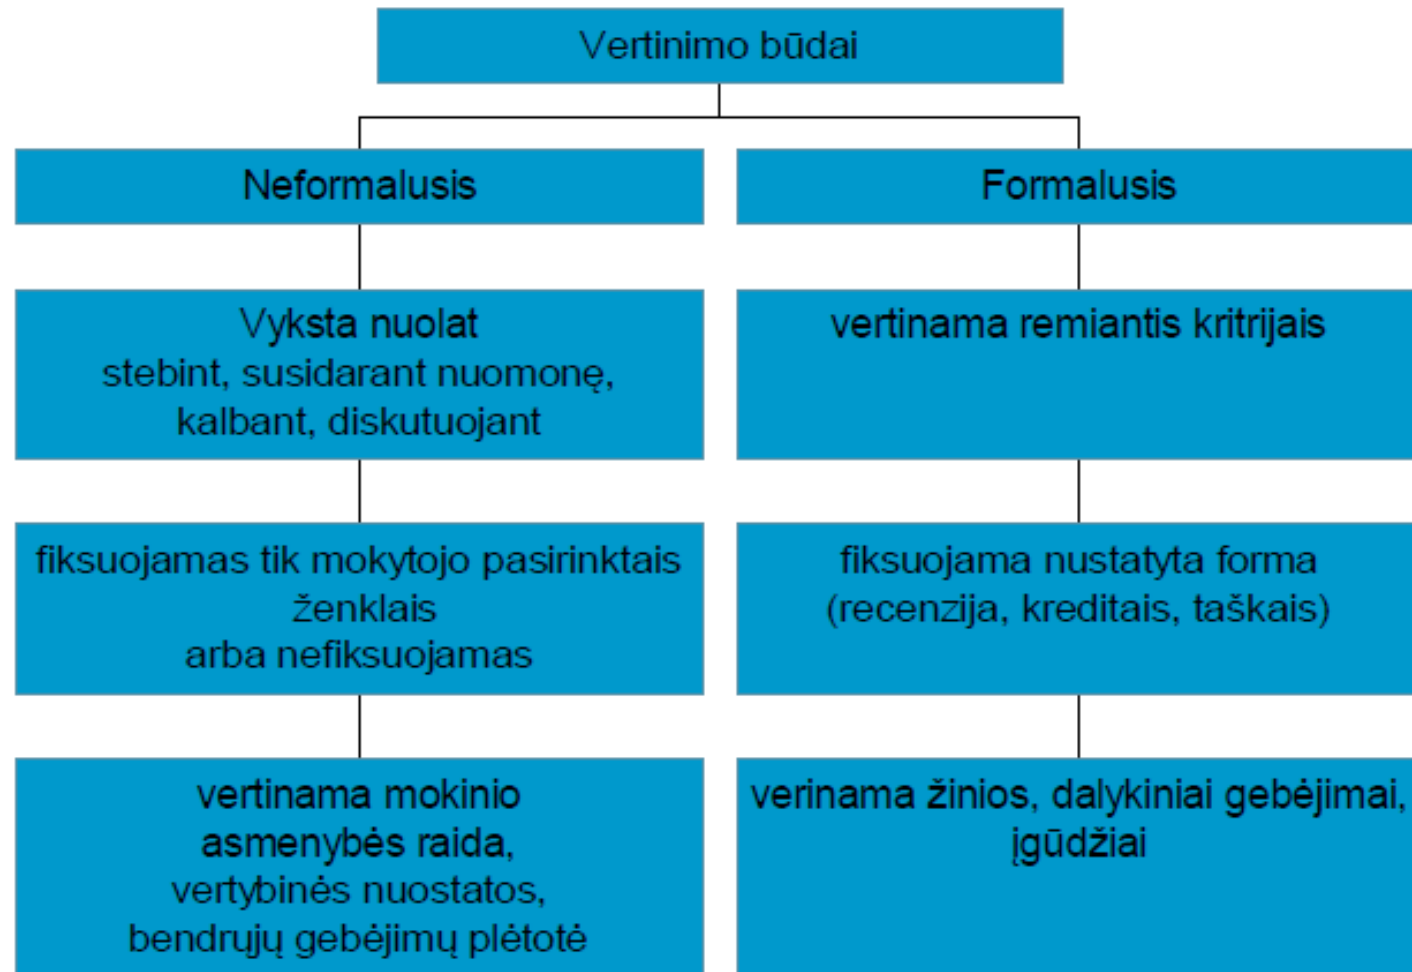 Vertinimo būdai
Neformalusis
Formalusis
Vyksta nuolat
stebint, susidarant nuomonę,
kalbant, diskutuojant
vertinama remiantis kritrijais
fiksuojamas tik mokytojo pasirinktais
ženklais
arba nefiksuojamas
fiksuojama nustatyta forma
(recenzija, kreditais, taškais)
vertinama mokinio
asmenybės raida,
vertybinės nuostatos,
bendrųjų gebėjimų plėtotė
verinama žinios, dalykiniai gebėjimai,
įgūdžiai